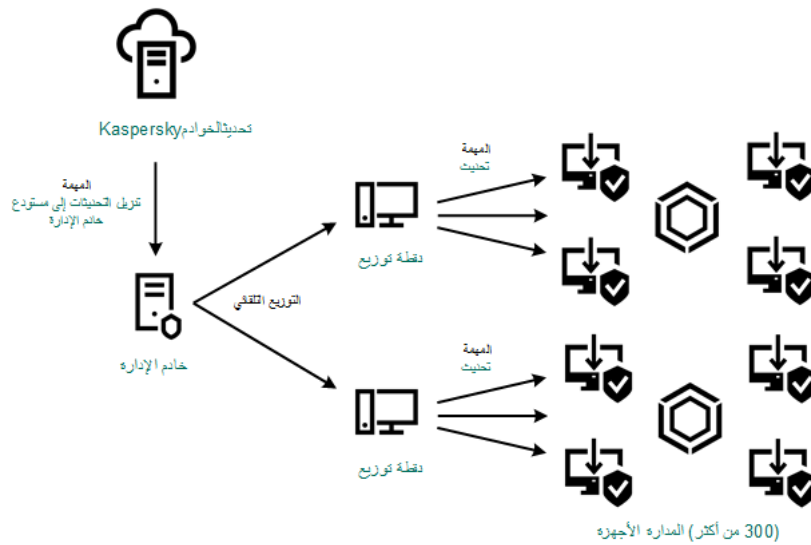 تحديثالخوادمKaspersky
المهمة
تنزيل التحديثات إلى مستودع
خادم الإدارة
خادم الإدارة
التوزيع التلقائي
نقطة توزيع
المهمة
تحديث
نقطة توزيع
المهمة
تحديث
(300 من أكثر) المدارة الأجهزة